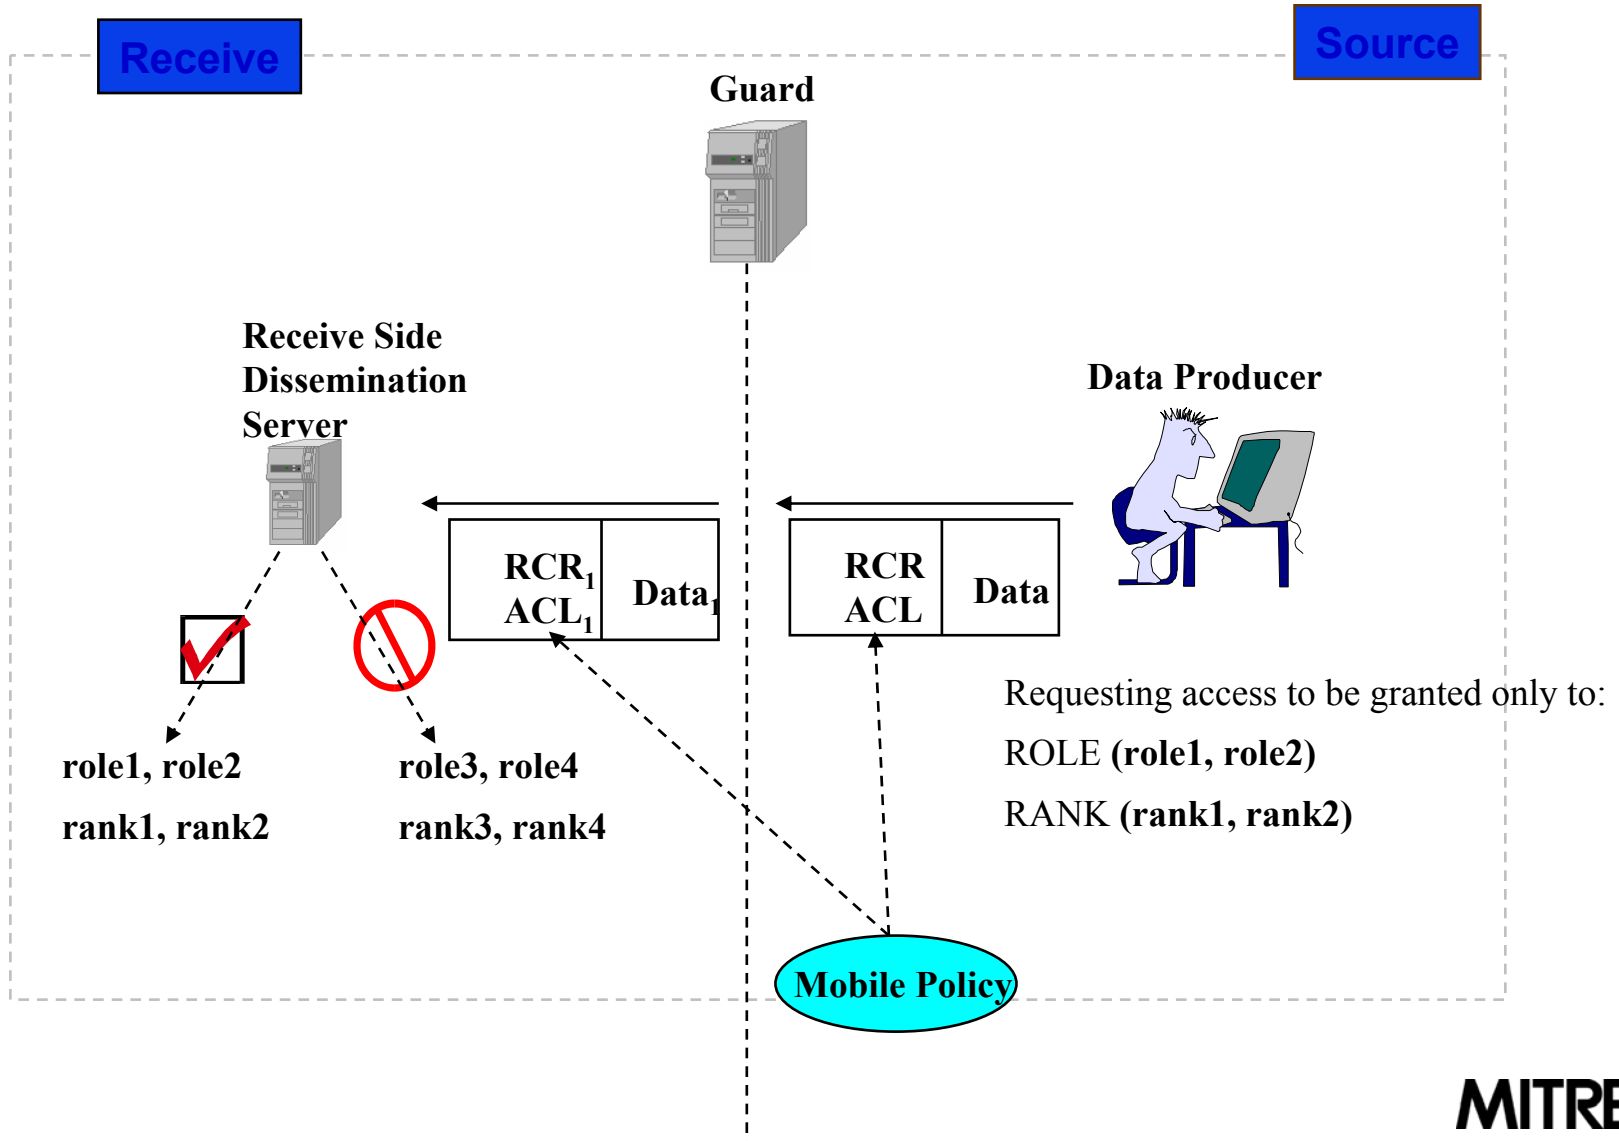 Receive
Source
Guard
Receive Side
Dissemination
Server
Data Producer
RCR1
ACL1
Data1
RCR
ACL
Data
Requesting access to be granted only to:
ROLE (role1, role2)
RANK (rank1, rank2)
role1, role2
rank1, rank2
role3, role4
rank3, rank4
Mobile Policy
MITRE